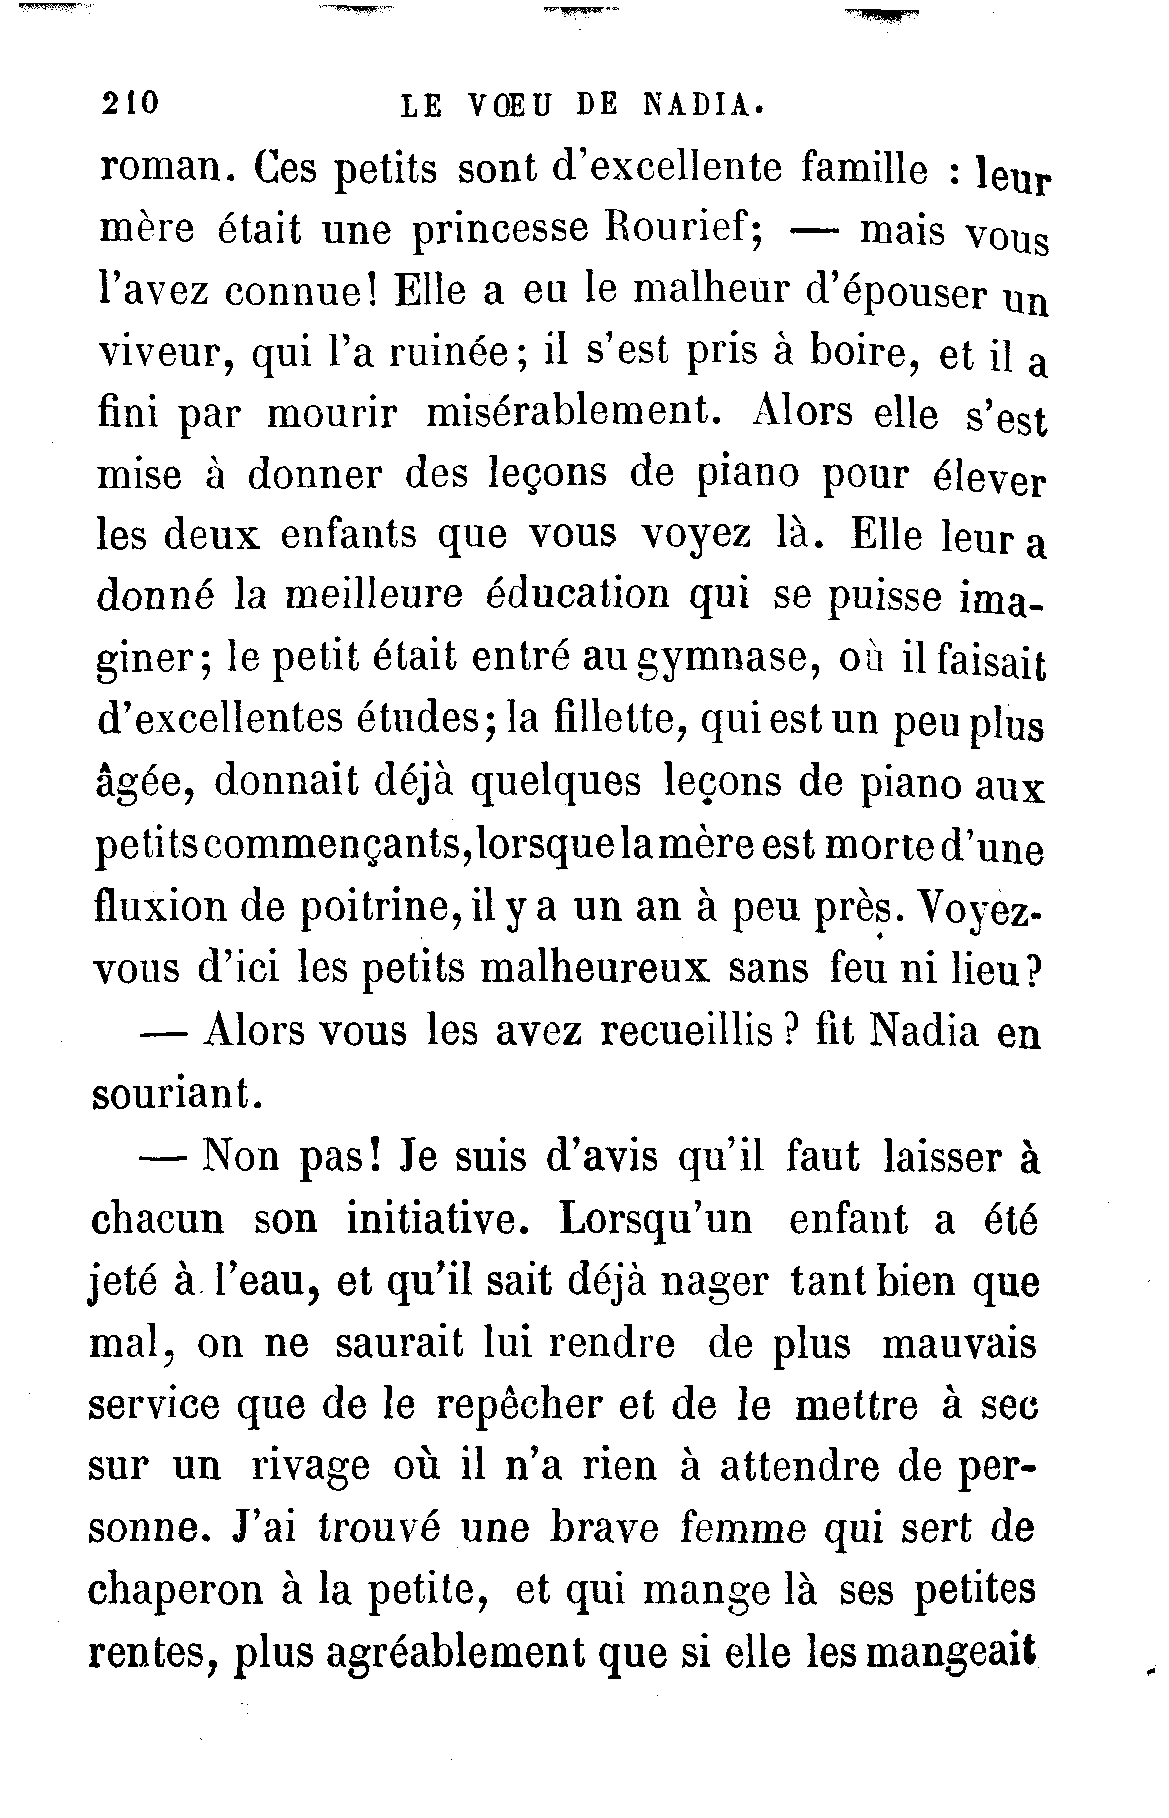 210 LE VŒU DE NADIA.
roman. Ces petits sont d'excellente famille : leur
mère était une princesse Rourief; — mais vous
l'avez connue! Elle a eu le malheur d'épouser un
viveur, qui l'a ruinée; il s'est pris à boire, et il a
fini par mourir misérablement. Alors elle s'est
mise à donner des leçons de piano pour élever
les deux enfants que vous voyez là. Elle leur a
donné la meilleure éducation qui se puisse ima-
giner; le petit était entré au gymnase, où il faisait
d'excellentes études; la fillette, qui est un peu plus
âgée, donnait déjà quelques leçons de piano aux
petits commençants, lorsque la mère est morte d'une
fluxion de poitrine, il y a un an à peu près. Voyez-
vous d'ici les petits malheureux sans feu ni lieu?
— Alors vous les avez recueillis? fit Nadia en
souriant.
— Non pas! Je suis d'avis qu'il faut laisser à
chacun son initiative. Lorsqu'un enfant a été
jeté à l'eau, et qu'il sait déjà nager tant bien que
mal, on ne saurait lui rendre de plus mauvais
service que de le repêcher et de le mettre à sec
sur un rivage où il n'a rien à attendre de per-
sonne. J'ai trouvé une brave femme qui sert de
chaperon à la petite, et qui mange là ses petites
rentes, plus agréablement que si elle les mangeait